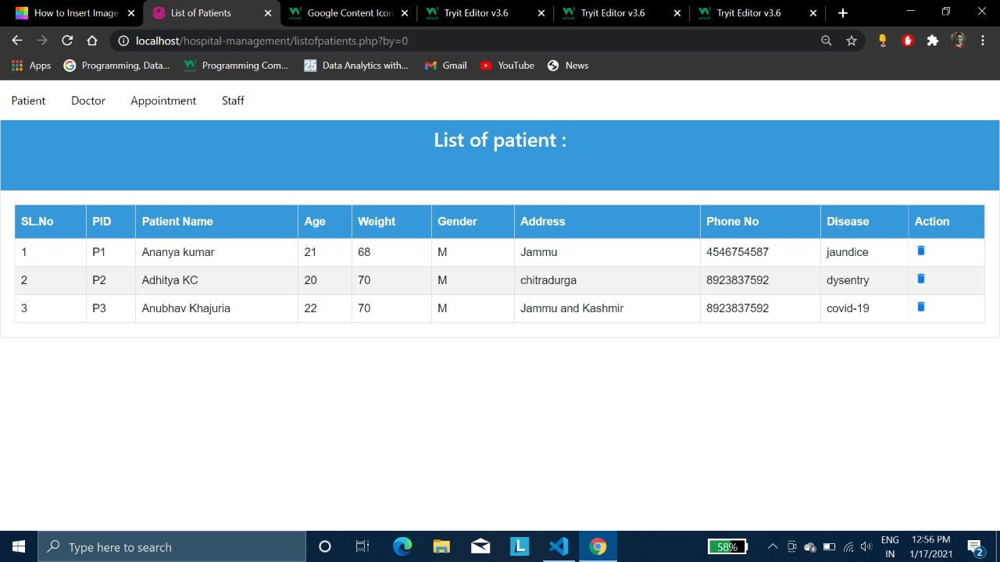 How to Insert Image
List of Patients
Google Content Icon
Tryit Editor v3.6
Tryit Editor v3.6
Tryit Editor v3.6
localhost/hospital-management/listofpatients.php?by=0
Apps
Programming, Data...
Programming Com...
25
Data Analytics with...
Gmail
YouTube
News
Patient Doctor Appointment Staff
List of patient :
SL.No PID Patient Name Age Weight Gender Address Phone No Disease Action
1 P1 Ananya kumar 21 68 M Jammu 4546754587 jaundice
2 P2 Adhitya KC 20 70 M chitradurga 8923837592 dysentry
3 P3 Anubhav Khajuria 22 70 M Jammu and Kashmir 8923837592 covid-19
Type here to search
L
58%
ENG
IN
12:56 PM
1/17/2021
2